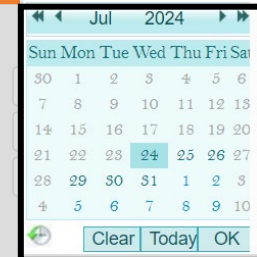 Jul 2024
Sun Mon Tue Wed Thu Fri Sat
30 1 2 3 4 5 6
7 8 9 10 11 12 13
14 15 16 17 18 19 20
21 22 23 24 25 26 27
28 29 30 31 1 2 3
4 5 6 7 8 9 10
Clear Today OK